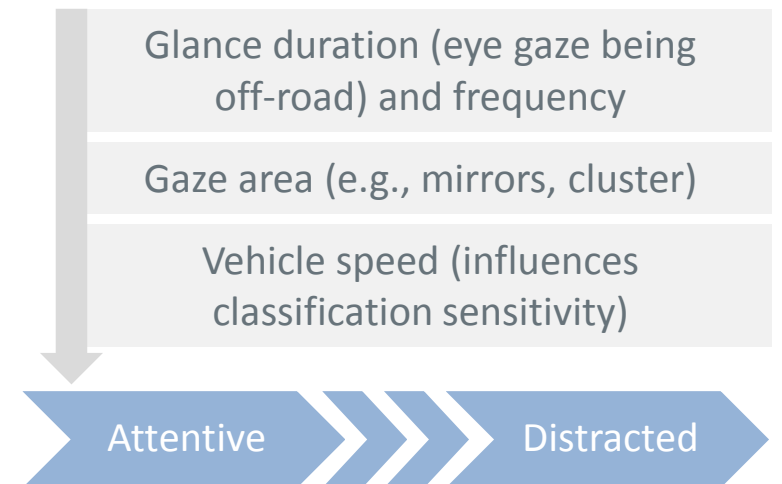 Glance duration (eye gaze being
off-road) and frequency
Gaze area (e.g., mirrors, cluster)
Vehicle speed (influences
classification sensitivity)
Attentive
Distracted